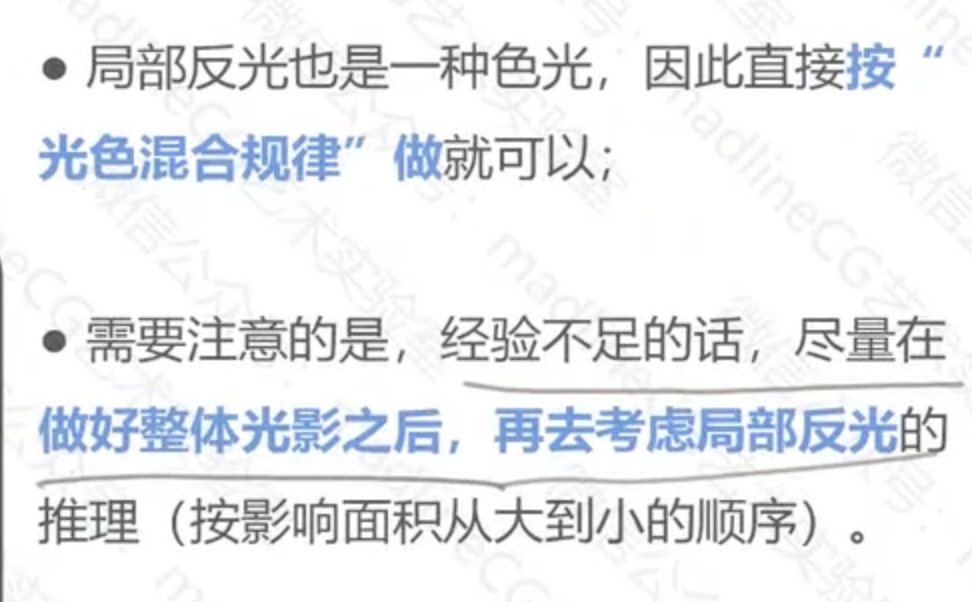 ● 局部反光也是一种色光，因此直接按“
光色混合规律”做就可以；
● 需要注意的是，经验不足的话，尽量在
做好整体光影之后，再去考虑局部反光的
推理（按影响面积从大到小的顺序）。